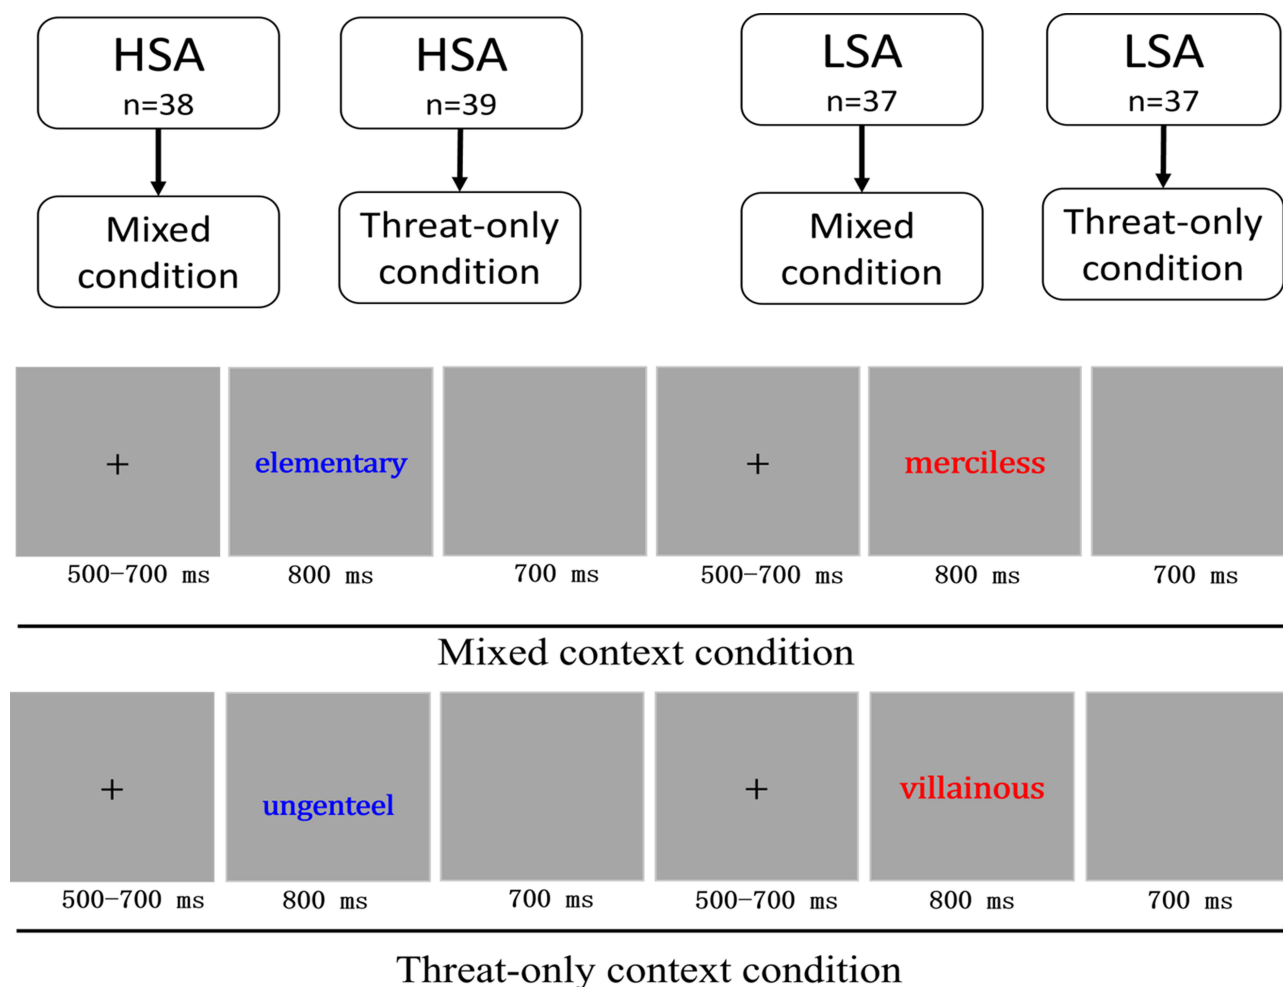 HSA
n=38
HSA
n=39
LSA
n=37
LSA
n=37
Mixed
condition
Threat-only
condition
Mixed
condition
Threat-only
condition
+
elementary
+
merciless
500-700 ms
800 ms
700 ms
500-700 ms
800 ms
700 ms
Mixed context condition
+
ungenteel
+
villainous
500-700 ms
800 ms
700 ms
500-700 ms
800 ms
700 ms
Threat-only context condition